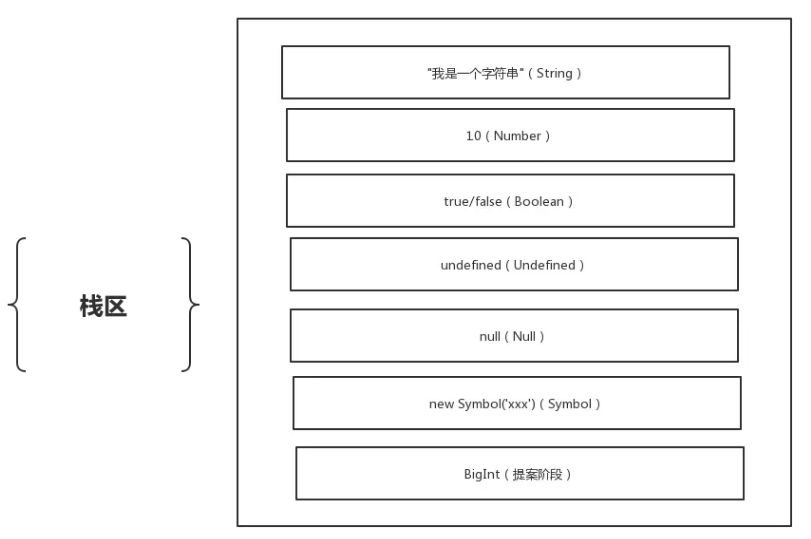 "我是一个字符串" ( String )
10 ( Number )
true/false ( Boolean )
undefined ( Undefined )
栈区
null ( Null )
new Symbol('xxx') ( Symbol )
BigInt ( 提案阶段 )